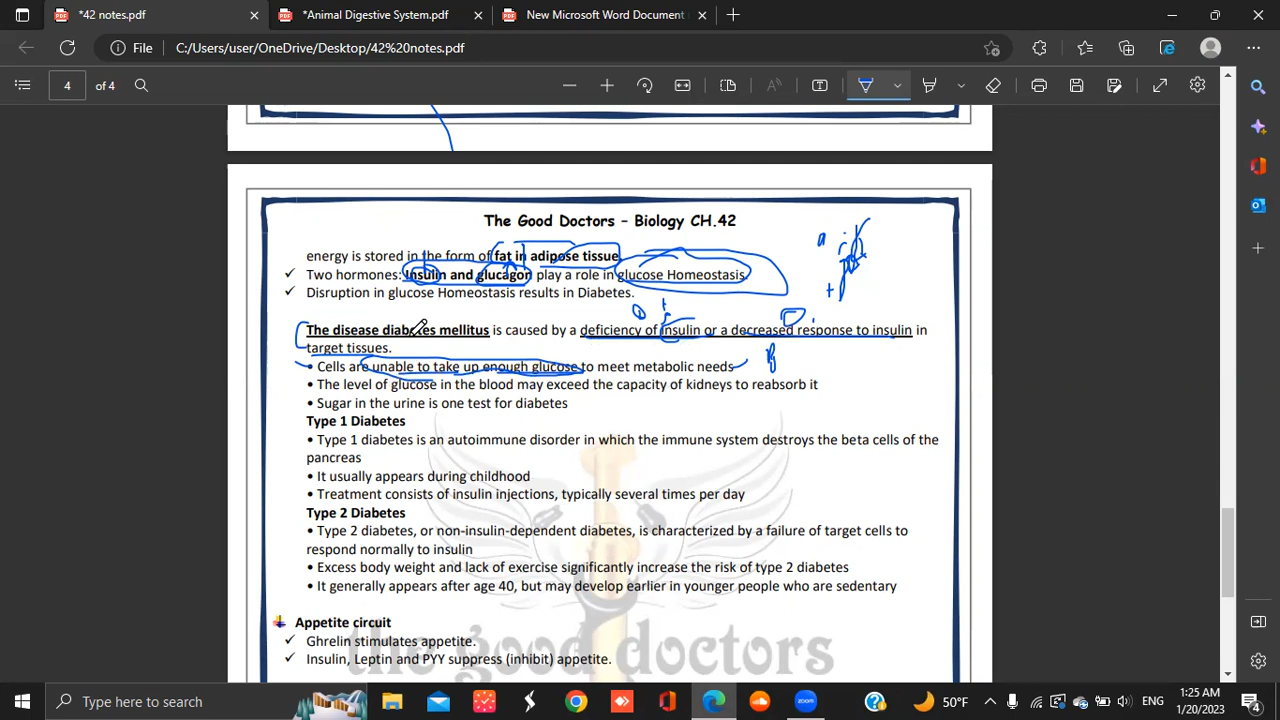 *42 notes.pdf
*Animal Digestive System.pdf
New Microsoft Word Document
File
C:/Users/user/OneDrive/Desktop/42%20notes.pdf
4 of 4
The Good Doctors – Biology CH.42
energy is stored in the form of fat in adipose tissue.
✓ Two hormones: Insulin and glucagon play a role in glucose Homeostasis.
✓ Disruption in glucose Homeostasis results in Diabetes.
The disease diabetes mellitus is caused by a deficiency of insulin or a decreased response to insulin in
target tissues.
• Cells are unable to take up enough glucose to meet metabolic needs
• The level of glucose in the blood may exceed the capacity of kidneys to reabsorb it
• Sugar in the urine is one test for diabetes
Type 1 Diabetes
• Type 1 diabetes is an autoimmune disorder in which the immune system destroys the beta cells of the
pancreas
• It usually appears during childhood
• Treatment consists of insulin injections, typically several times per day
Type 2 Diabetes
• Type 2 diabetes, or non-insulin-dependent diabetes, is characterized by a failure of target cells to
respond normally to insulin
• Excess body weight and lack of exercise significantly increase the risk of type 2 diabetes
• It generally appears after age 40, but may develop earlier in younger people who are sedentary
Appetite circuit
✓ Ghrelin stimulates appetite.
✓ Insulin, Leptin and PYY suppress (inhibit) appetite.
the good doctors
Type here to search
zoom
50°F
ENG
1:25 AM
1/20/2023
4